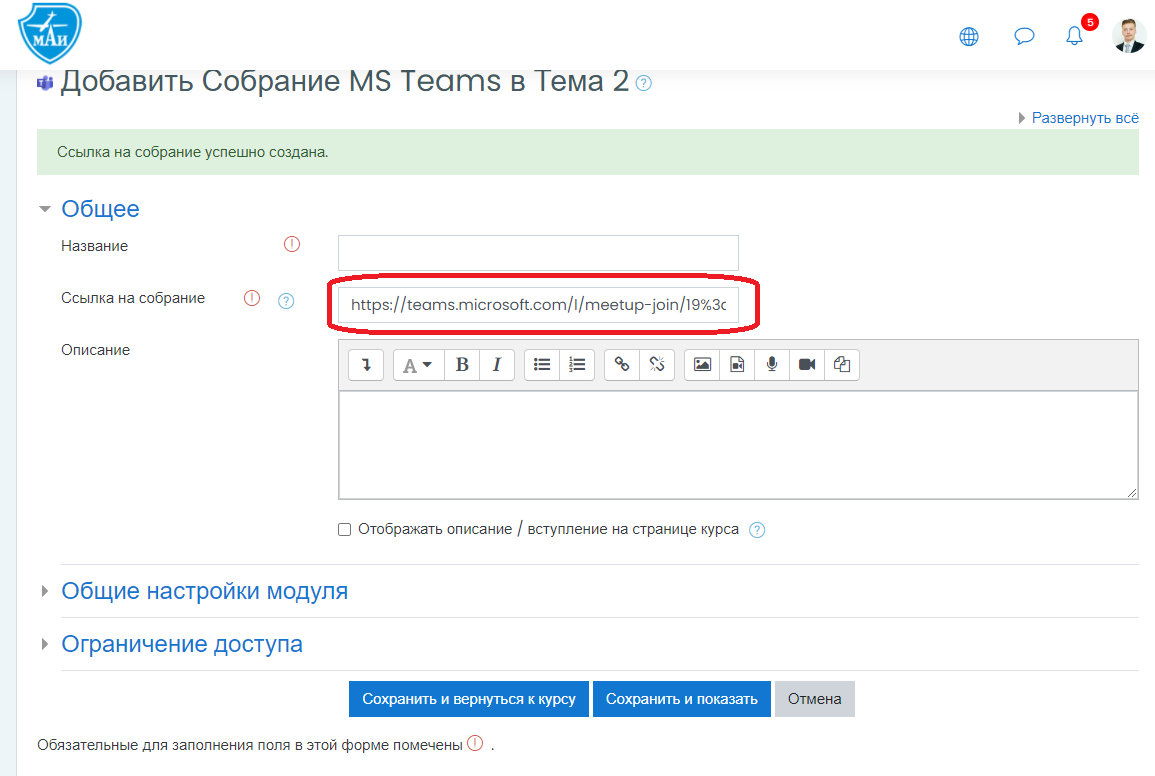 МАИ
5
Добавить Собрание MS Teams в Тема 2
Развернуть всё
Ссылка на собрание успешно создана.
Общее
Название
Ссылка на собрание
https://teams.microsoft.com/l/meetup-join/19%3c
Описание
A B I
Отображать описание / вступление на странице курса
Общие настройки модуля
Ограничение доступа
Сохранить и вернуться к курсу Сохранить и показать Отмена
Обязательные для заполнения поля в этой форме помечены .